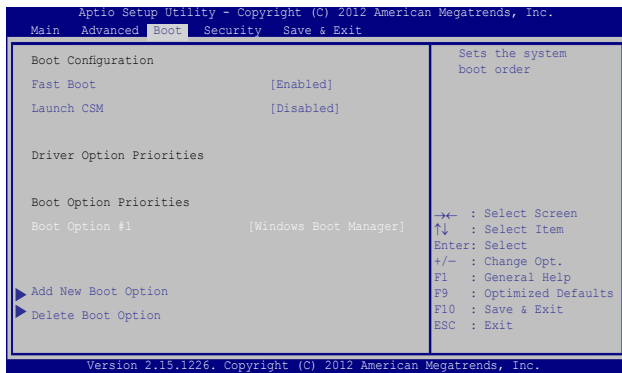 Aptio Setup Utility - Copyright (C) 2012 American Megatrends, Inc.
Main Advanced Boot Security Save & Exit
Boot Configuration
Fast Boot [Enabled]
Launch CSM [Disabled]
Driver Option Priorities
Boot Option Priorities
Boot Option #1 [Windows Boot Manager]
Add New Boot Option
Delete Boot Option
Sets the system
boot order
→← : Select Screen
↑↓ : Select Item
Enter: Select
+/— : Change Opt.
F1 : General Help
F9 : Optimized Defaults
F10 : Save & Exit
ESC : Exit
Version 2.15.1226. Copyright (C) 2012 American Megatrends, Inc.